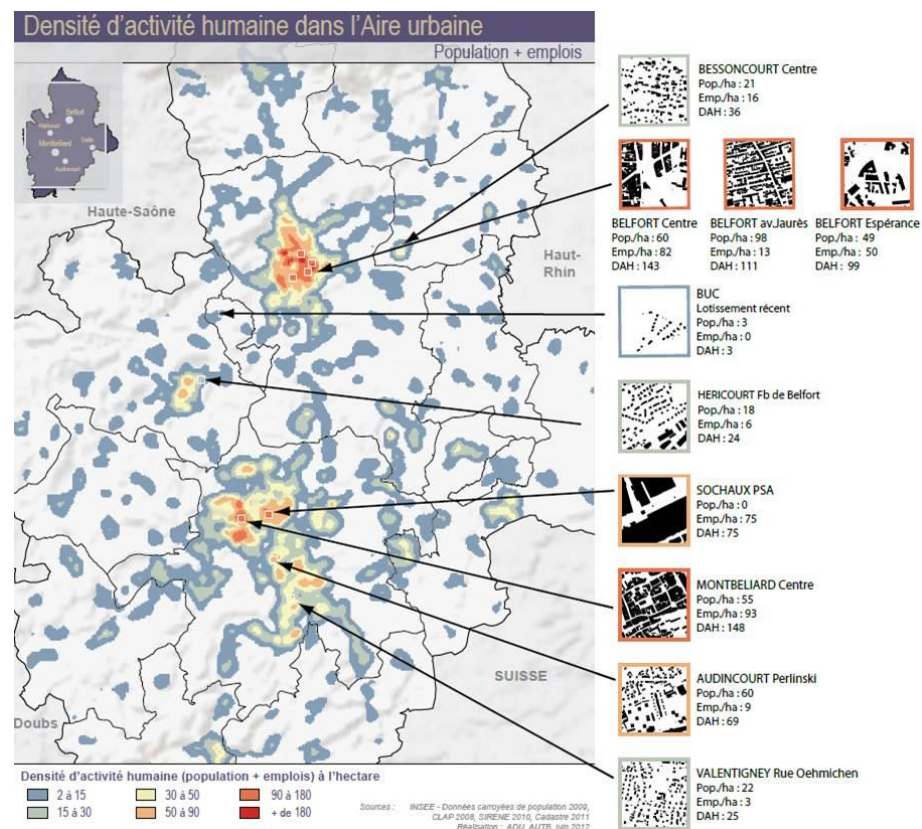 Densité d'activité humaine dans l'Aire urbaine
Population + emplois
Belfort
Héricourt
Delle
Montbéliard
Audincourt
Haute-Saône
Haut-
Rhin
SUISSE
Doubs
BESSONCOURT Centre
Pop./ha : 21
Emp./ha : 16
DAH : 36
BELFORT Centre
Pop./ha : 60
Emp./ha : 82
DAH : 143
BELFORT av.Jaurès
Pop./ha : 98
Emp./ha : 13
DAH : 111
BELFORT Espérance
Pop./ha : 49
Emp./ha : 50
DAH : 99
BUC
Lotissement récent
Pop./ha : 3
Emp./ha : 0
DAH : 3
HERICOURT Fb de Belfort
Pop./ha : 18
Emp./ha : 6
DAH : 24
SOCHAUX PSA
Pop./ha : 0
Emp./ha : 75
DAH : 75
MONTBELIARD Centre
Pop./ha : 55
Emp./ha : 93
DAH : 148
AUDINCOURT Perlinski
Pop./ha : 60
Emp./ha : 9
DAH : 69
VALENTIGNEY Rue Oehmichen
Pop./ha : 22
Emp./ha : 3
DAH : 25
Densité d'activité humaine (population + emplois) à l'hectare
2 à 15
30 à 50
90 à 180
15 à 30
50 à 90
+ de 180
Sources : INSEE - Données carroyées de population 2009,
CLAP 2008, SIRENE 2010, Cadastre 2011
Réalisation : ADU, AUTB, juin 2012